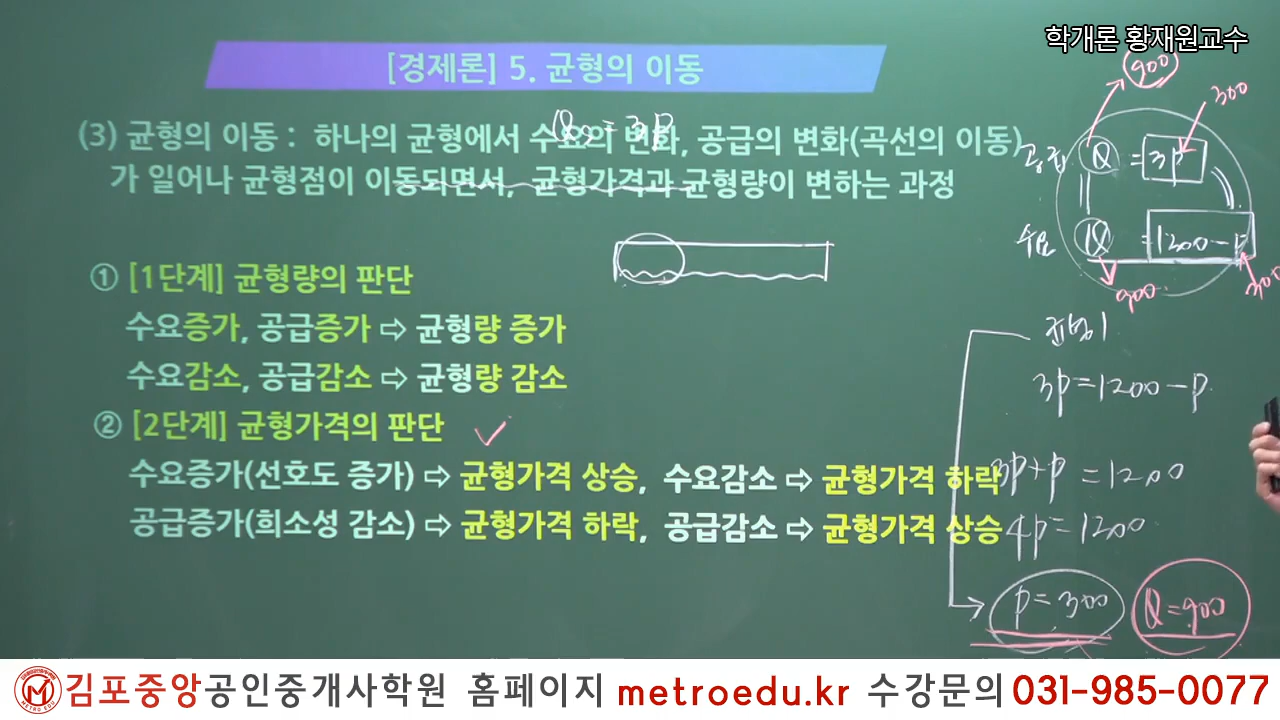 학개론 황재원교수
[경제론] 5. 균형의 이동
900
300
(3) 균형의 이동 : 하나의 균형에서 수요의 변화, 공급의 변화(곡선의 이동)
가 일어나 균형점이 이동되면서, 균형가격과 균형량이 변하는 과정
= 3P
공급 Q = 3P
수요 Q = 1200-P
900
300
① [1단계] 균형량의 판단
수요증가, 공급증가 ⇨ 균형량 증가
수요감소, 공급감소 ⇨ 균형량 감소
② [2단계] 균형가격의 판단
수요증가(선호도 증가) ⇨ 균형가격 상승, 수요감소 ⇨ 균형가격 하락
공급증가(희소성 감소) ⇨ 균형가격 하락, 공급감소 ⇨ 균형가격 상승
3P=1200-P
3P+P =1200
4P=1200
P=300
Q=900
METRO EDU
김포중앙공인중개사학원 홈페이지 metroedu.kr 수강문의 031-985-0077